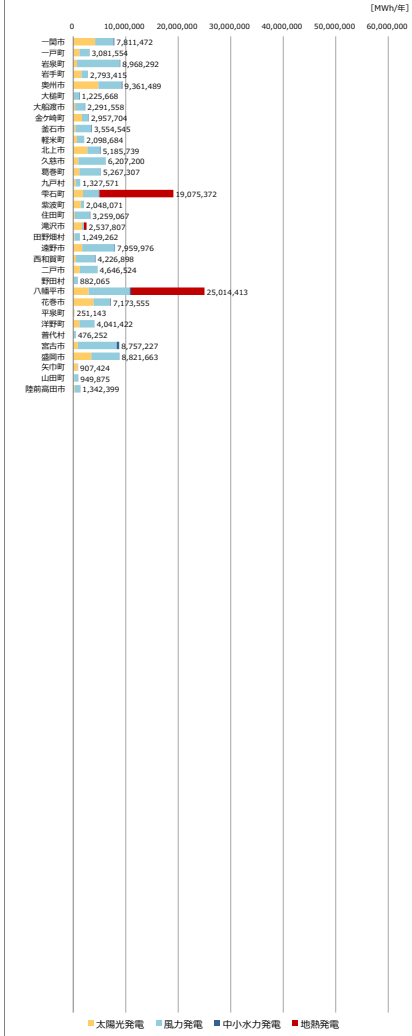 [MWh/年]
0 10,000,000 20,000,000 30,000,000 40,000,000 50,000,000 60,000,000
一関市 7,811,472
一戸町 3,081,554
岩泉町 8,968,292
岩手町 2,793,415
奥州市 9,361,489
大槌町 1,225,668
大船渡市 2,291,558
金ケ崎町 2,957,704
釜石市 3,554,545
軽米町 2,098,684
北上市 5,185,739
久慈市 6,207,200
葛巻町 5,267,307
九戸村 1,327,571
雫石町 19,075,372
紫波町 2,048,071
住田町 3,259,067
滝沢市 2,537,807
田野畑村 1,249,262
遠野市 7,959,976
西和賀町 4,226,898
二戸市 4,646,524
野田村 882,065
八幡平市 25,014,413
花巻市 7,173,555
平泉町 251,143
洋野町 4,041,422
普代村 476,252
宮古市 8,757,227
盛岡市 8,821,663
矢巾町 907,424
山田町 949,875
陸前高田市 1,342,399
太陽光発電 風力発電 中小水力発電 地熱発電